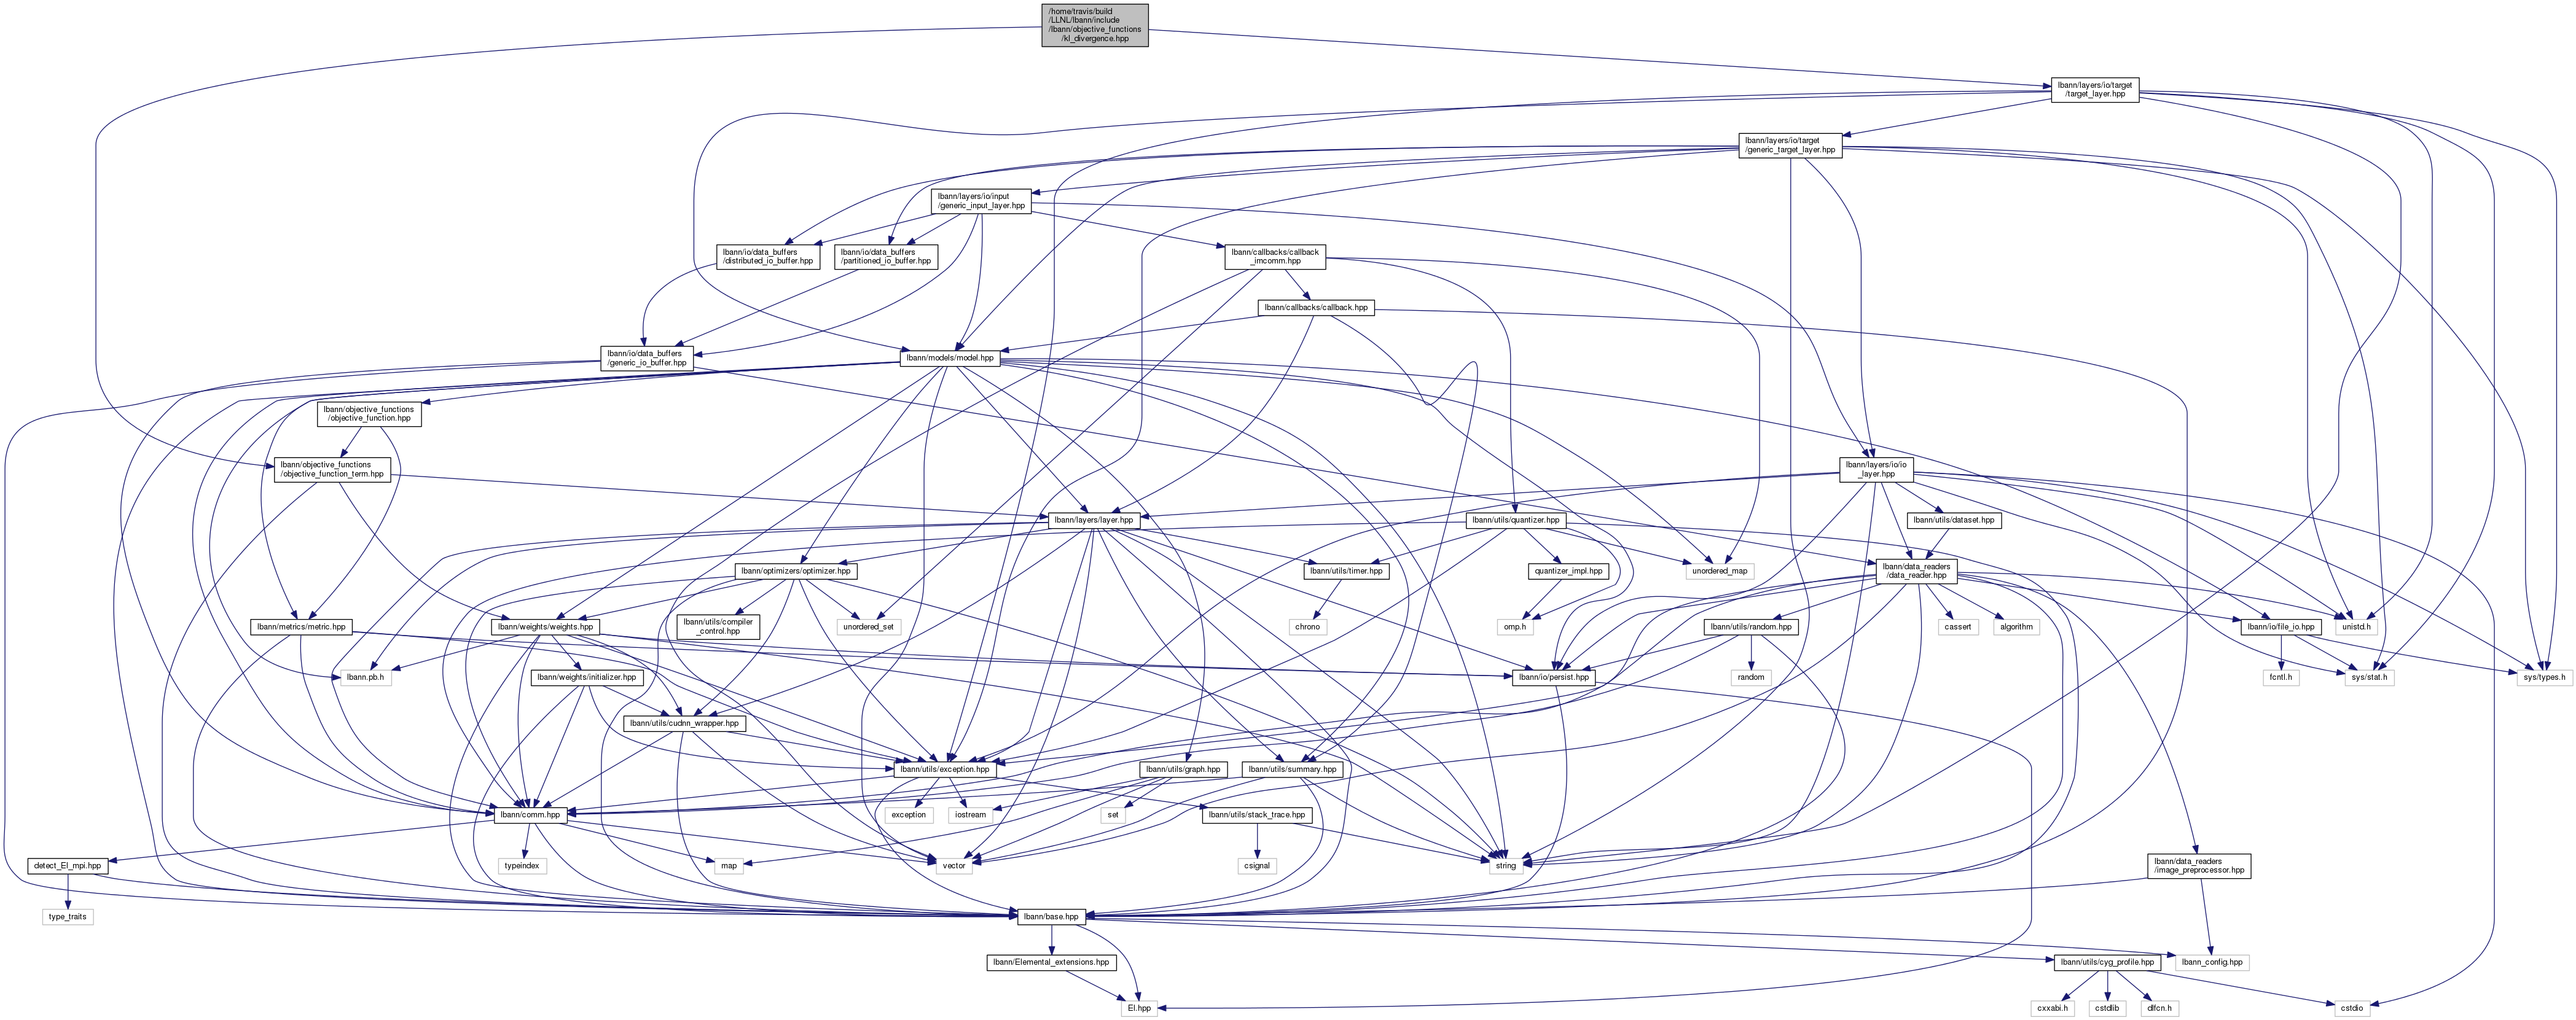 /home/travis/build
/LLNL/lbann/include
/lbann/objective_functions
/kl_divergence.hpp
lbann/layers/io/target
/target_layer.hpp
lbann/layers/io/target
/generic_target_layer.hpp
lbann/layers/io/input
/generic_input_layer.hpp
lbann/io/data_buffers
/distributed_io_buffer.hpp
lbann/io/data_buffers
/partitioned_io_buffer.hpp
lbann/callbacks/callback
_imcomm.hpp
lbann/callbacks/callback.hpp
lbann/io/data_buffers
/generic_io_buffer.hpp
lbann/models/model.hpp
lbann/objective_functions
/objective_function.hpp
lbann/objective_functions
/objective_function_term.hpp
lbann/layers/io/io
_layer.hpp
lbann/layers/layer.hpp
lbann/utils/quantizer.hpp
lbann/utils/dataset.hpp
lbann/optimizers/optimizer.hpp
lbann/utils/timer.hpp
quantizer_impl.hpp
unordered_map
lbann/data_readers
/data_reader.hpp
lbann/metrics/metric.hpp
lbann/weights/weights.hpp
lbann/utils/compiler
_control.hpp
unordered_set
chrono
omp.h
lbann/utils/random.hpp
cassert
algorithm
lbann/io/file_io.hpp
unistd.h
lbann.pb.h
lbann/weights/initializer.hpp
lbann/io/persist.hpp
random
fcntl.h
sys/stat.h
sys/types.h
lbann/utils/cudnn_wrapper.hpp
lbann/utils/exception.hpp
lbann/utils/graph.hpp
lbann/utils/summary.hpp
lbann/comm.hpp
exception
iostream
set
lbann/utils/stack_trace.hpp
detect_El_mpi.hpp
typeindex
map
vector
csignal
string
lbann/data_readers
/image_preprocessor.hpp
type_traits
lbann/base.hpp
lbann/Elemental_extensions.hpp
lbann/utils/cyg_profile.hpp
lbann_config.hpp
El.hpp
cxxabi.h
cstdlib
dlfcn.h
cstdio